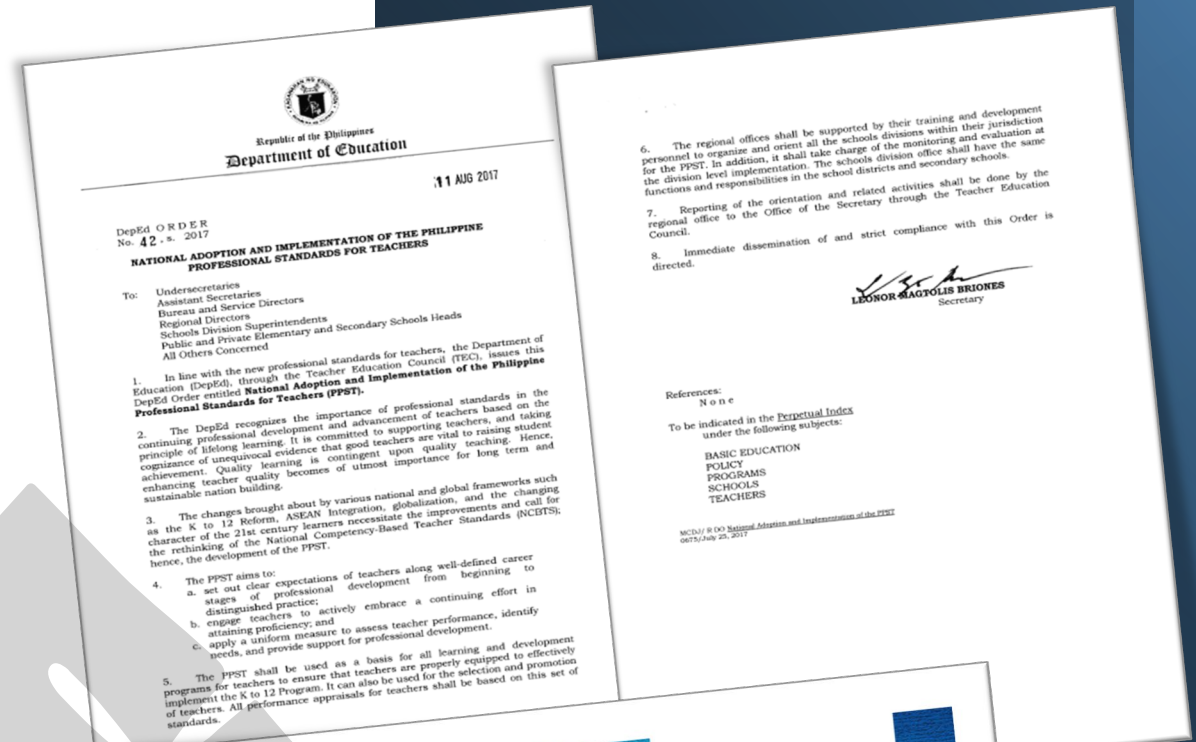 Republic of the Philippines
Department of Education
11 AUG 2017
DepEd ORDER
No. 42, s. 2017
NATIONAL ADOPTION AND IMPLEMENTATION OF THE PHILIPPINE
PROFESSIONAL STANDARDS FOR TEACHERS
To: Undersecretaries
Assistant Secretaries
Bureau and Service Directors
Regional Directors
Schools Division Superintendents
Public and Private Elementary and Secondary Schools Heads
All Others Concerned
1. In line with the new professional standards for teachers, the Department of
Education (DepEd), through the Teacher Education Council (TEC), issues this
DepEd Order entitled National Adoption and Implementation of the Philippine
Professional Standards for Teachers (PPST).
2. The DepEd recognizes the importance of professional standards in the
continuing professional development and advancement of teachers based on the
principle of lifelong learning. It is committed to supporting teachers, and taking
cognizance of unequivocal evidence that good teachers are vital to raising student
achievement. Quality learning is contingent upon quality teaching. Hence,
enhancing teacher quality becomes of utmost importance for long term and
sustainable nation building.
3. The changes brought about by various national and global frameworks such
as the K to 12 Reform, ASEAN Integration, globalization, and the changing
character of the 21st century learners necessitate the improvements and call for
the rethinking of the National Competency-Based Teacher Standards (NCBTS);
hence, the development of the PPST.
4. The PPST aims to:
a. set out clear expectations of teachers along well-defined career
stages of professional development from beginning to
distinguished practice;
b. engage teachers to actively embrace a continuing effort in
attaining proficiency; and
c. apply a uniform measure to assess teacher performance, identify
needs, and provide support for professional development.
5. The PPST shall be used as a basis for all learning and development
programs for teachers to ensure that teachers are properly equipped to effectively
implement the K to 12 Program. It can also be used for the selection and promotion
of teachers. All performance appraisals for teachers shall be based on this set of
standards.
6. The regional offices shall be supported by their training and development
personnel to organize and orient all the schools divisions within their jurisdiction
for the PPST. In addition, it shall take charge of the monitoring and evaluation at
the division level implementation. The schools division office shall have the same
functions and responsibilities in the school districts and secondary schools.
7. Reporting of the orientation and related activities shall be done by the
regional office to the Office of the Secretary through the Teacher Education
Council.
8. Immediate dissemination of and strict compliance with this Order is
directed.
LEONOR MAGTOLIS BRIONES
Secretary
References:
None
To be indicated in the Perpetual Index
under the following subjects:
BASIC EDUCATION
POLICY
PROGRAMS
SCHOOLS
TEACHERS
MCDJ/ R DO National Adoption and Implementation of the PPST
0675/July 25, 2017